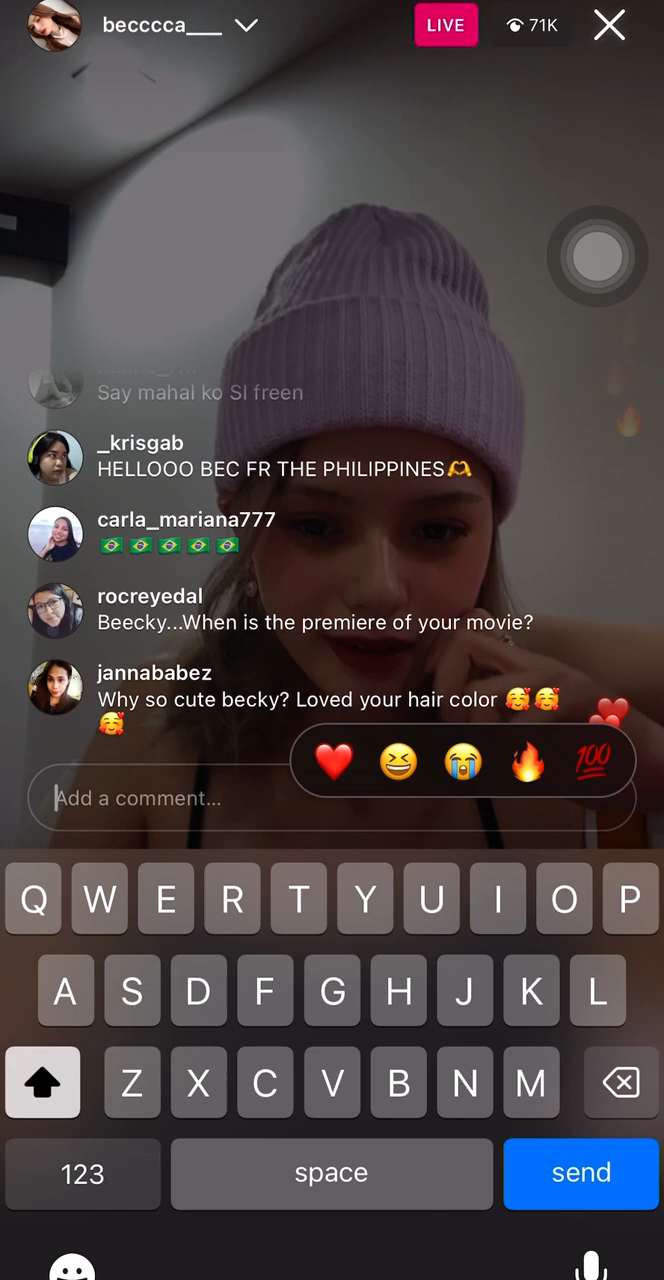 becccca___
LIVE
71K
Say mahal ko SI freen
_krisgab
HELLOOO BEC FR THE PHILIPPINES🫶
carla_mariana777
🇧🇷🇧🇷🇧🇷🇧🇷🇧🇷
rocreyedal
Beecky...When is the premiere of your movie?
jannababez
Why so cute becky? Loved your hair color 🥰🥰
🥰
❤️😆😭🔥💯
Add a comment...
Q W E R T Y U I O P
A S D F G H J K L
Z X C V B N M
123 space send